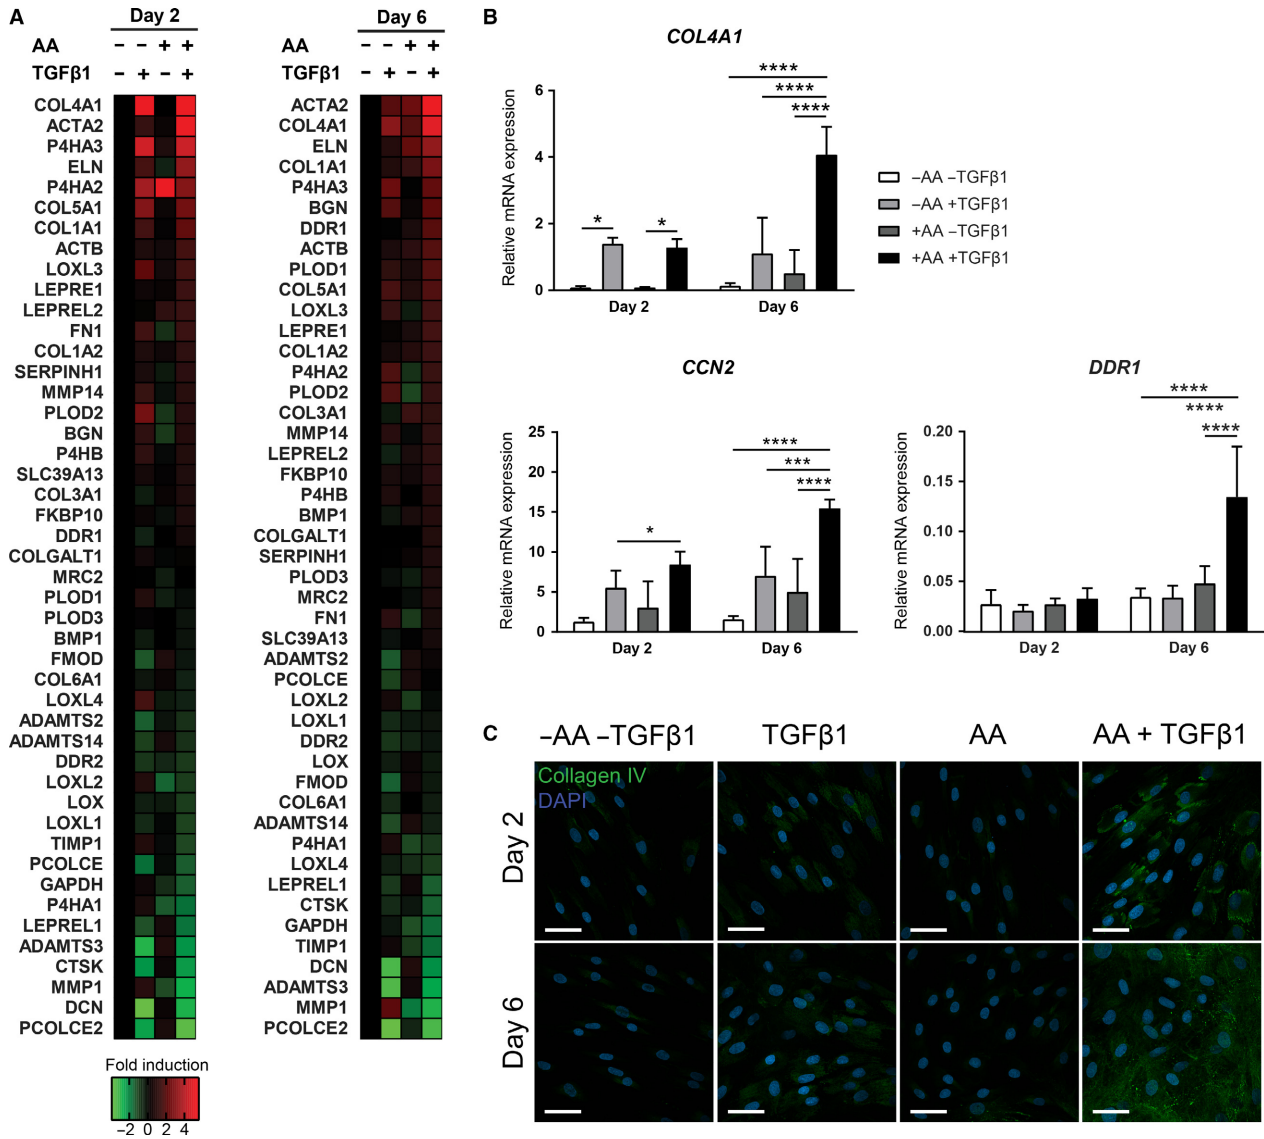 A
Day 2
AA − − + +
TGFβ1 − + − +
COL4A1
ACTA2
P4HA3
ELN
P4HA2
COL5A1
COL1A1
ACTB
LOXL3
LEPRE1
LEPREL2
FN1
COL1A2
SERPINH1
MMP14
PLOD2
BGN
P4HB
SLC39A13
COL3A1
FKBP10
DDR1
COLGALT1
MRC2
PLOD1
PLOD3
BMP1
FMOD
COL6A1
LOXL4
ADAMTS2
ADAMTS14
DDR2
LOXL2
LOX
LOXL1
TIMP1
PCOLCE
GAPDH
P4HA1
LEPREL1
ADAMTS3
CTSK
MMP1
DCN
PCOLCE2
Fold induction
−2 0 2 4
Day 6
AA − − + +
TGFβ1 − + − +
ACTA2
COL4A1
ELN
COL1A1
P4HA3
BGN
DDR1
ACTB
PLOD1
COL5A1
LOXL3
LEPRE1
COL1A2
P4HA2
PLOD2
COL3A1
MMP14
LEPREL2
FKBP10
P4HB
BMP1
COLGALT1
SERPINH1
PLOD3
MRC2
FN1
SLC39A13
ADAMTS2
PCOLCE
LOXL2
LOXL1
DDR2
LOX
FMOD
COL6A1
ADAMTS14
P4HA1
LOXL4
LEPREL1
CTSK
GAPDH
TIMP1
DCN
ADAMTS3
MMP1
PCOLCE2
B
COL4A1
Relative mRNA expression
6
4
2
0
*
*
****
****
****
Day 2
Day 6
−AA −TGFβ1
−AA +TGFβ1
+AA −TGFβ1
+AA +TGFβ1
CCN2
Relative mRNA expression
25
20
15
10
5
0
*
****
***
****
Day 2
Day 6
DDR1
Relative mRNA expression
0.20
0.15
0.10
0.05
0.00
****
****
****
Day 2
Day 6
C
−AA −TGFβ1
TGFβ1
AA
AA + TGFβ1
Collagen IV
DAPI
Day 2
Day 6